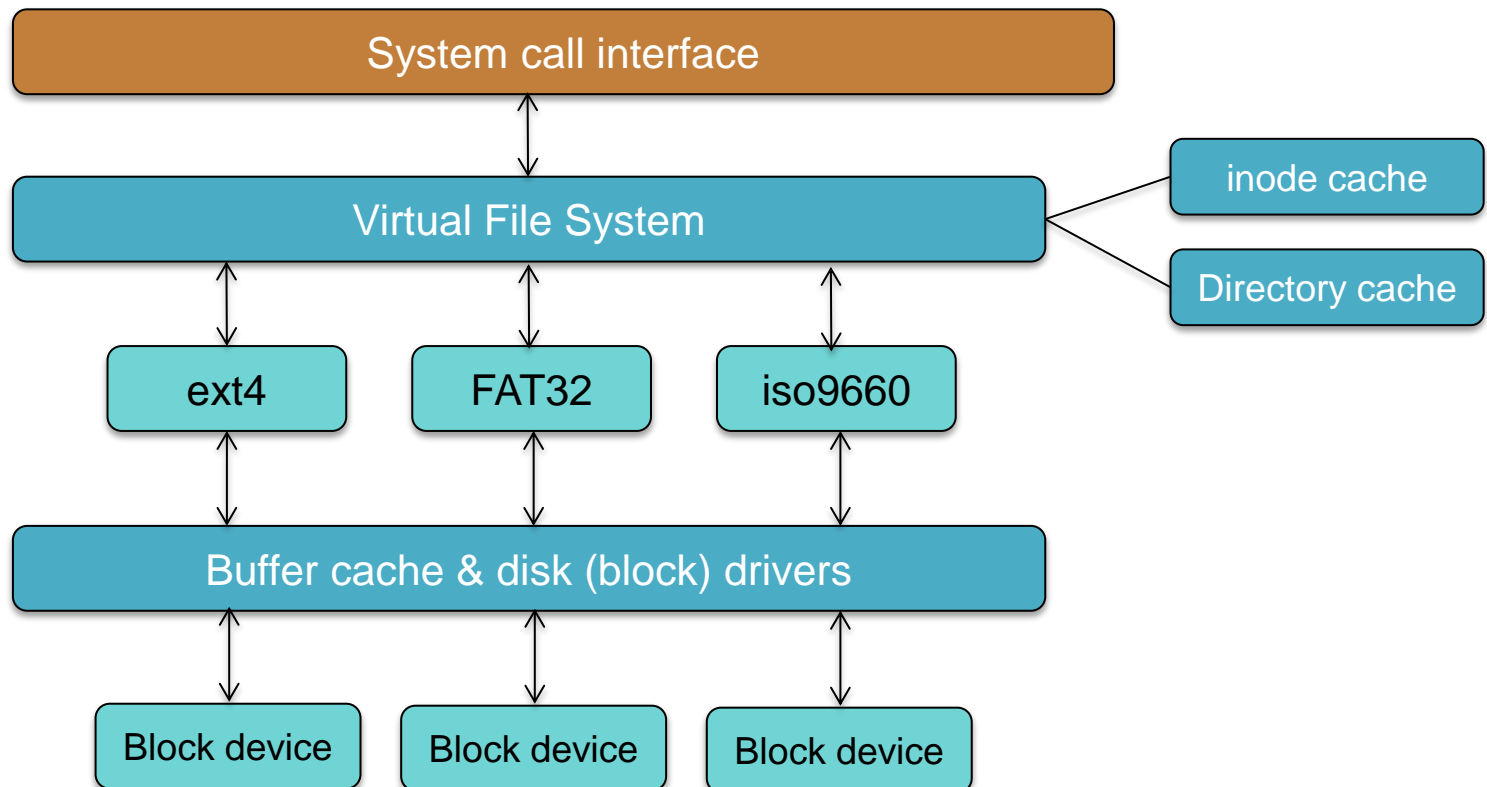 System call interface
inode cache
Virtual File System
Directory cache
ext4
FAT32
iso9660
Buffer cache & disk (block) drivers
Block device
Block device
Block device